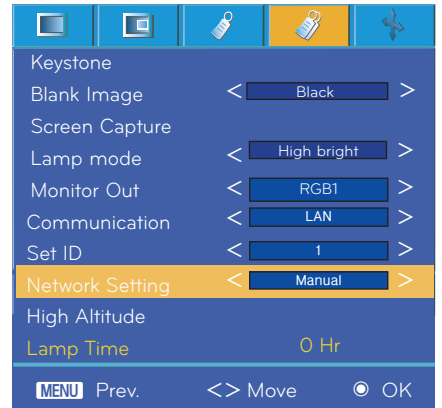 Keystone
Blank Image < Black >
Screen Capture
Lamp mode < High bright >
Monitor Out < RGB1 >
Communication < LAN >
Set ID < 1 >
Network Setting < Manual >
High Altitude
Lamp Time 0 Hr
MENU Prev. <> Move ◉ OK